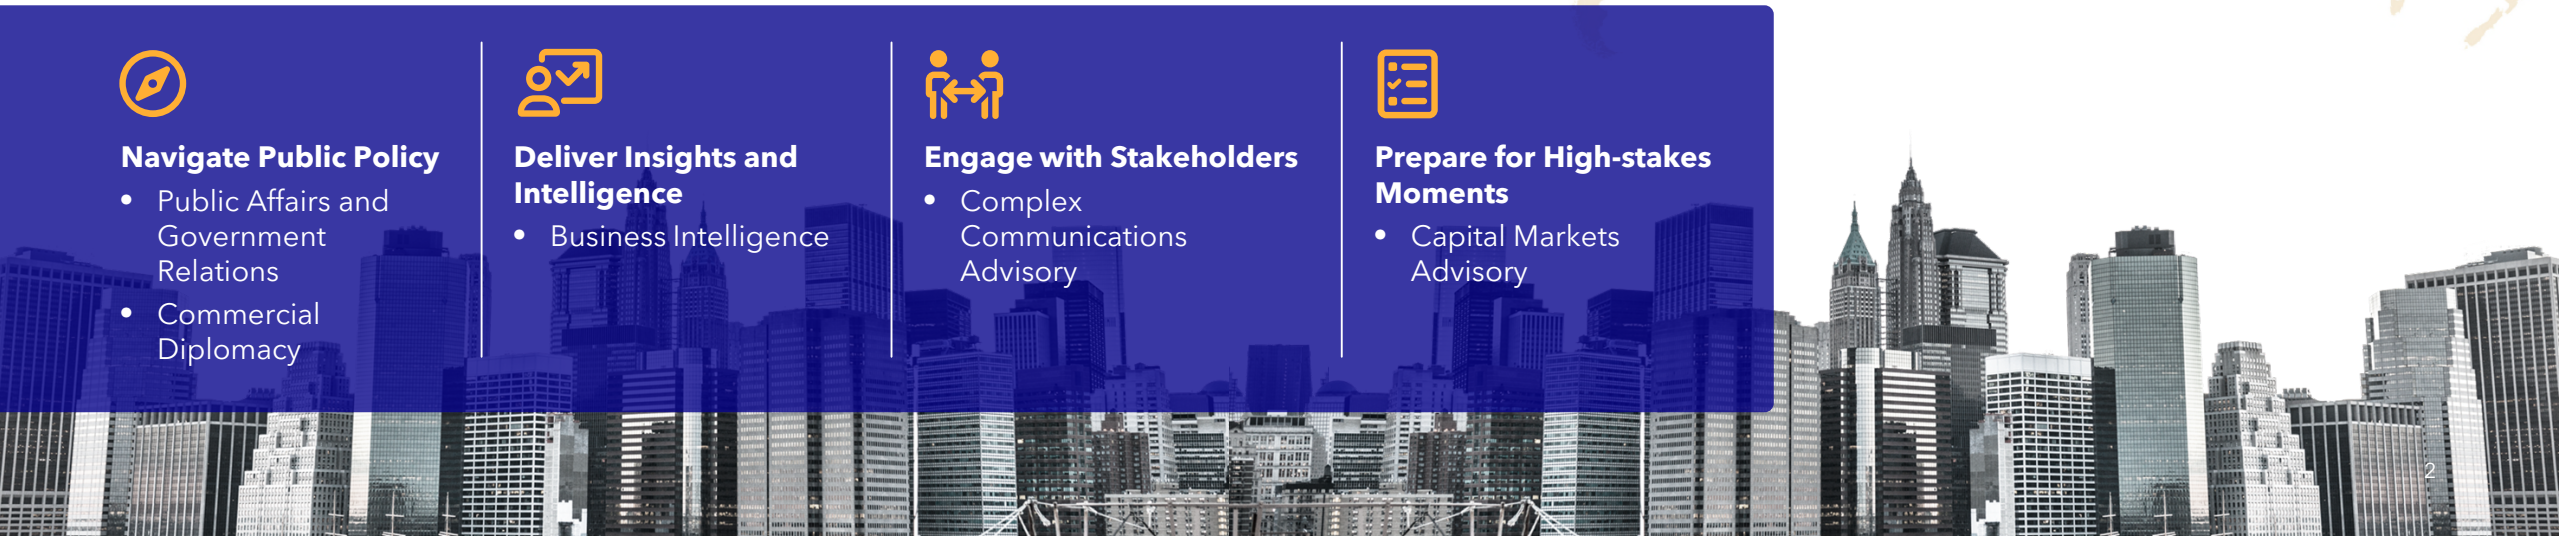 Navigate Public Policy
• Public Affairs and
Government
Relations
• Commercial
Diplomacy
Deliver Insights and
Intelligence
• Business Intelligence
Engage with Stakeholders
• Complex
Communications
Advisory
Prepare for High-stakes
Moments
• Capital Markets
Advisory
2